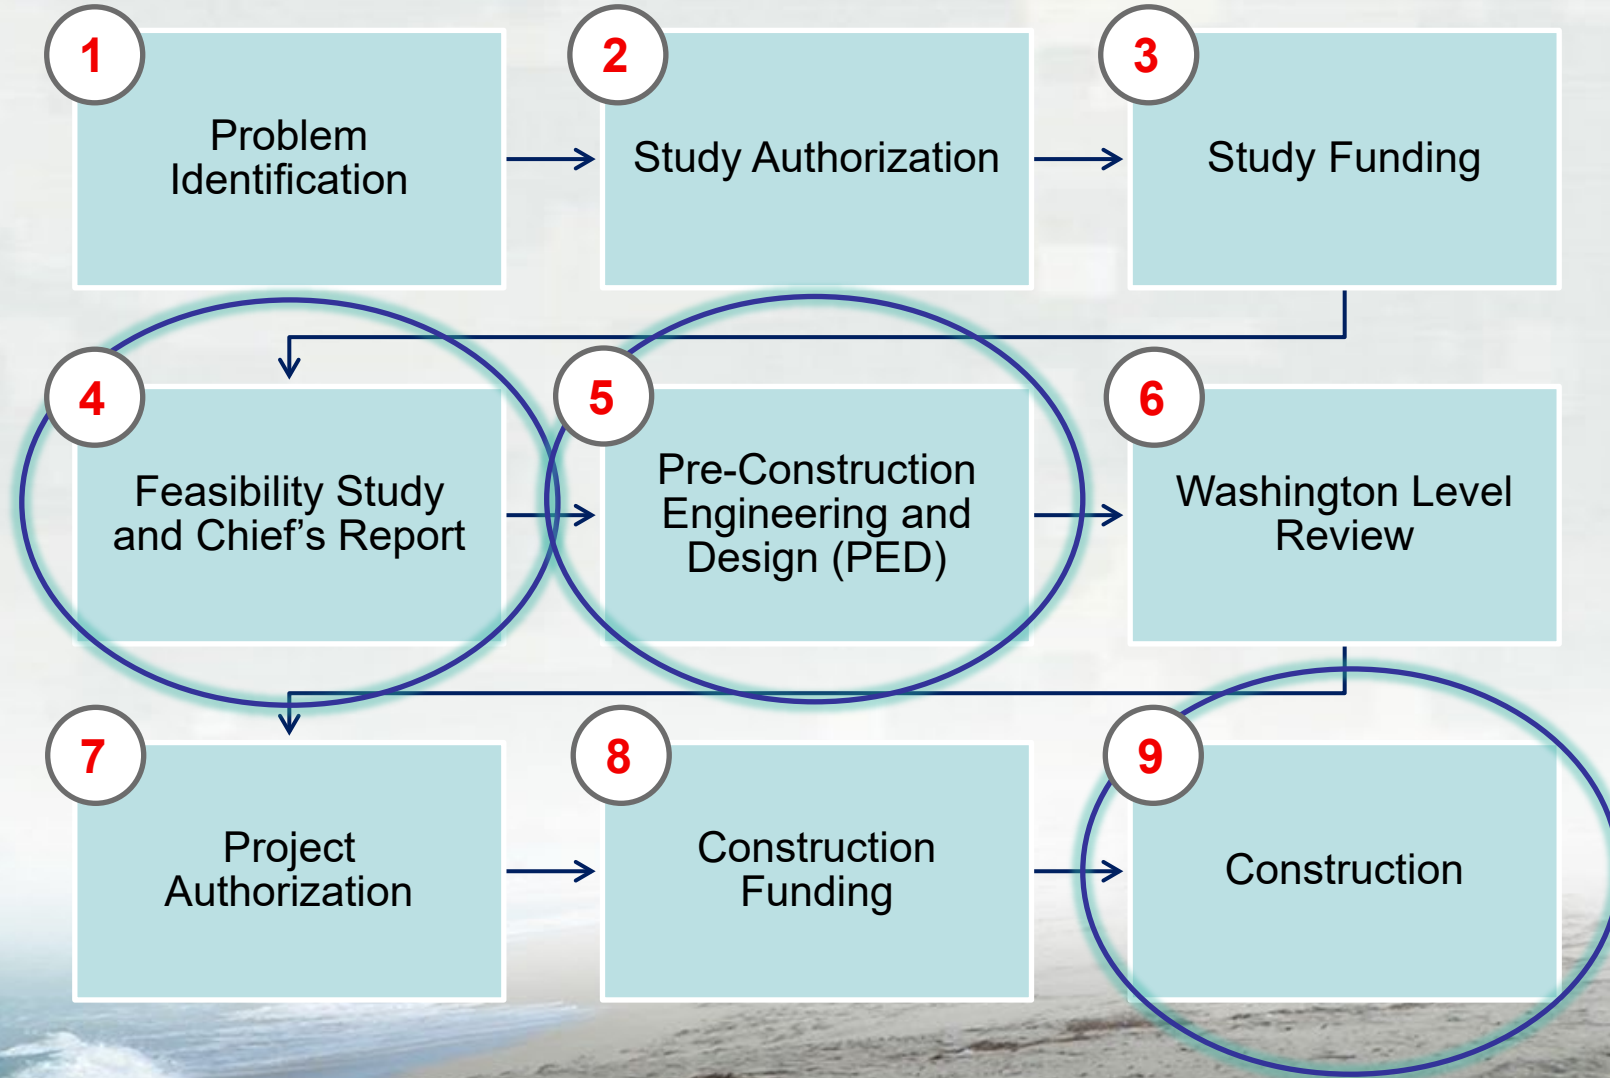 1
Problem
Identification
2
Study Authorization
3
Study Funding
4
Feasibility Study
and Chief’s Report
5
Pre-Construction
Engineering and
Design (PED)
6
Washington Level
Review
7
Project
Authorization
8
Construction
Funding
9
Construction